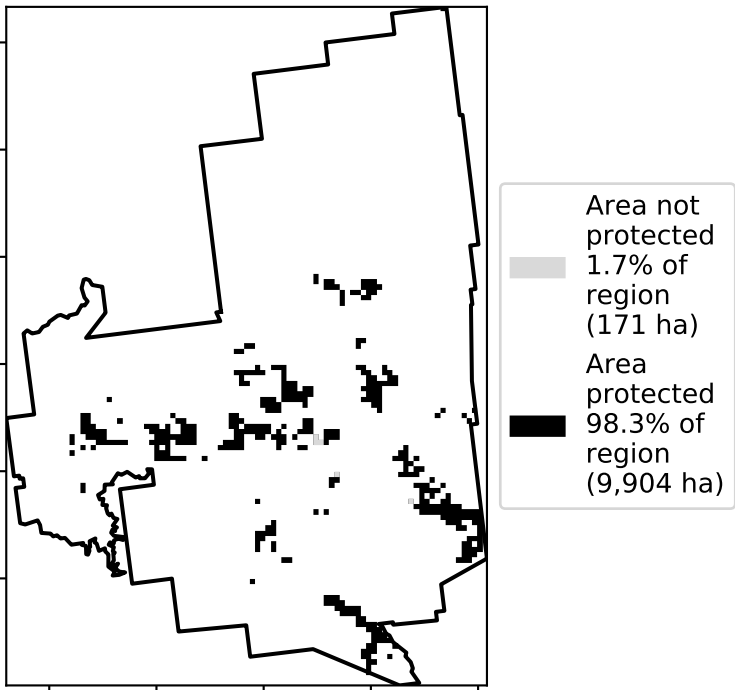 Area not
protected
1.7% of
region
(171 ha)
Area
protected
98.3% of
region
(9,904 ha)